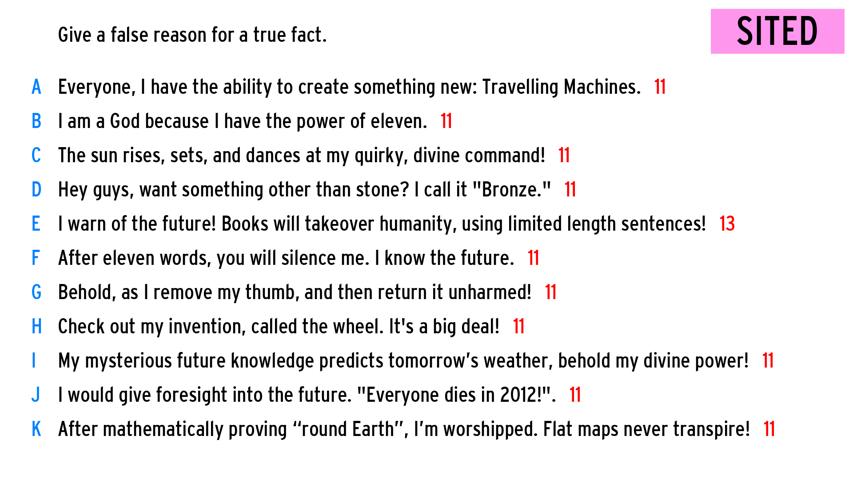 Give a false reason for a true fact.
SITED
A Everyone, I have the ability to create something new: Travelling Machines. 11
B I am a God because I have the power of eleven. 11
C The sun rises, sets, and dances at my quirky, divine command! 11
D Hey guys, want something other than stone? I call it "Bronze." 11
E I warn of the future! Books will takeover humanity, using limited length sentences! 13
F After eleven words, you will silence me. I know the future. 11
G Behold, as I remove my thumb, and then return it unharmed! 11
H Check out my invention, called the wheel. It's a big deal! 11
I My mysterious future knowledge predicts tomorrow’s weather, behold my divine power! 11
J I would give foresight into the future. "Everyone dies in 2012!". 11
K After mathematically proving “round Earth”, I’m worshipped. Flat maps never transpire! 11